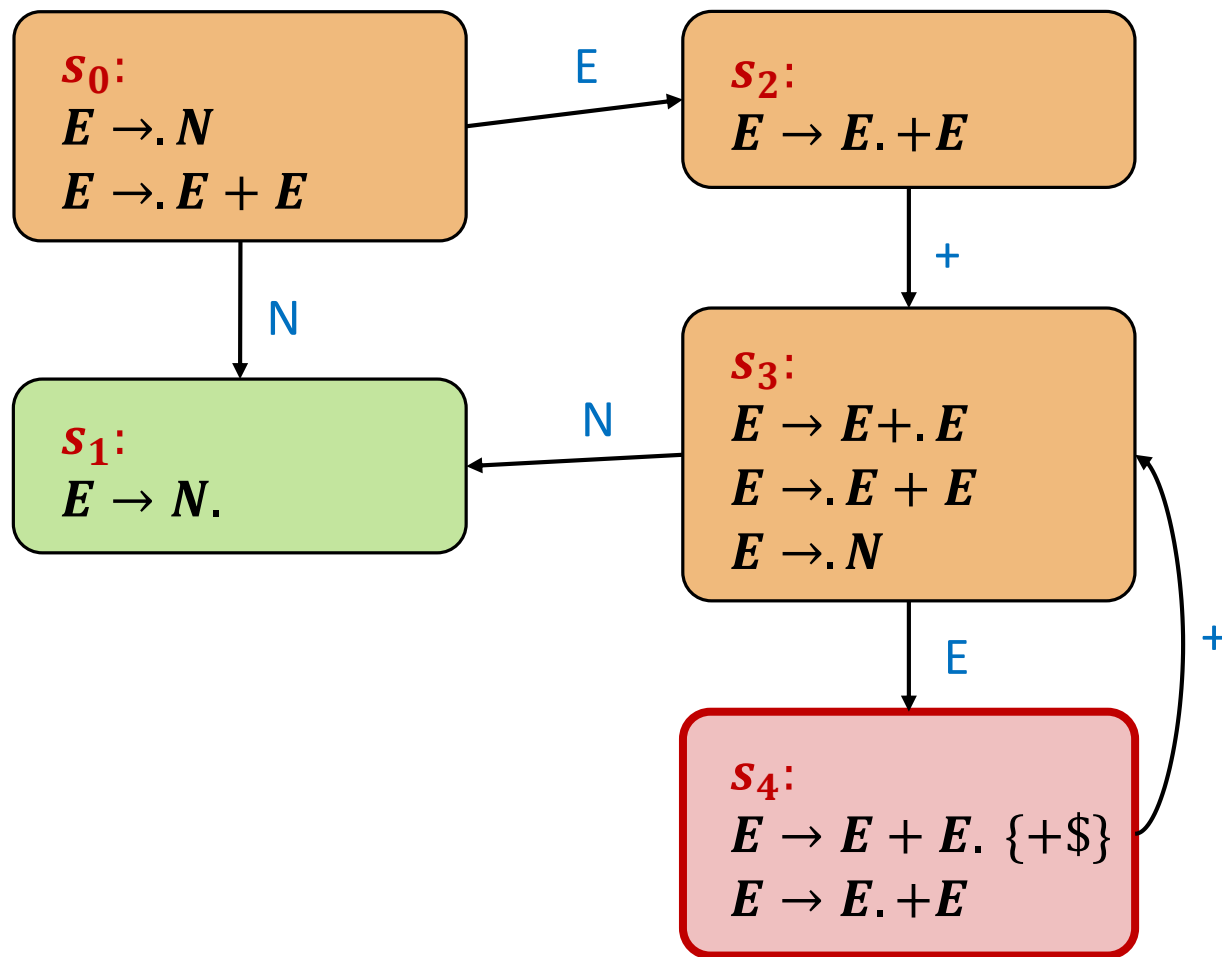 s₀:
E →. N
E →. E + E
E
s₂:
E → E. +E
+
N
s₁:
E → N.
N
s₃:
E → E+. E
E →. E + E
E →. N
E
+
s₄:
E → E + E. {+$}
E → E. +E